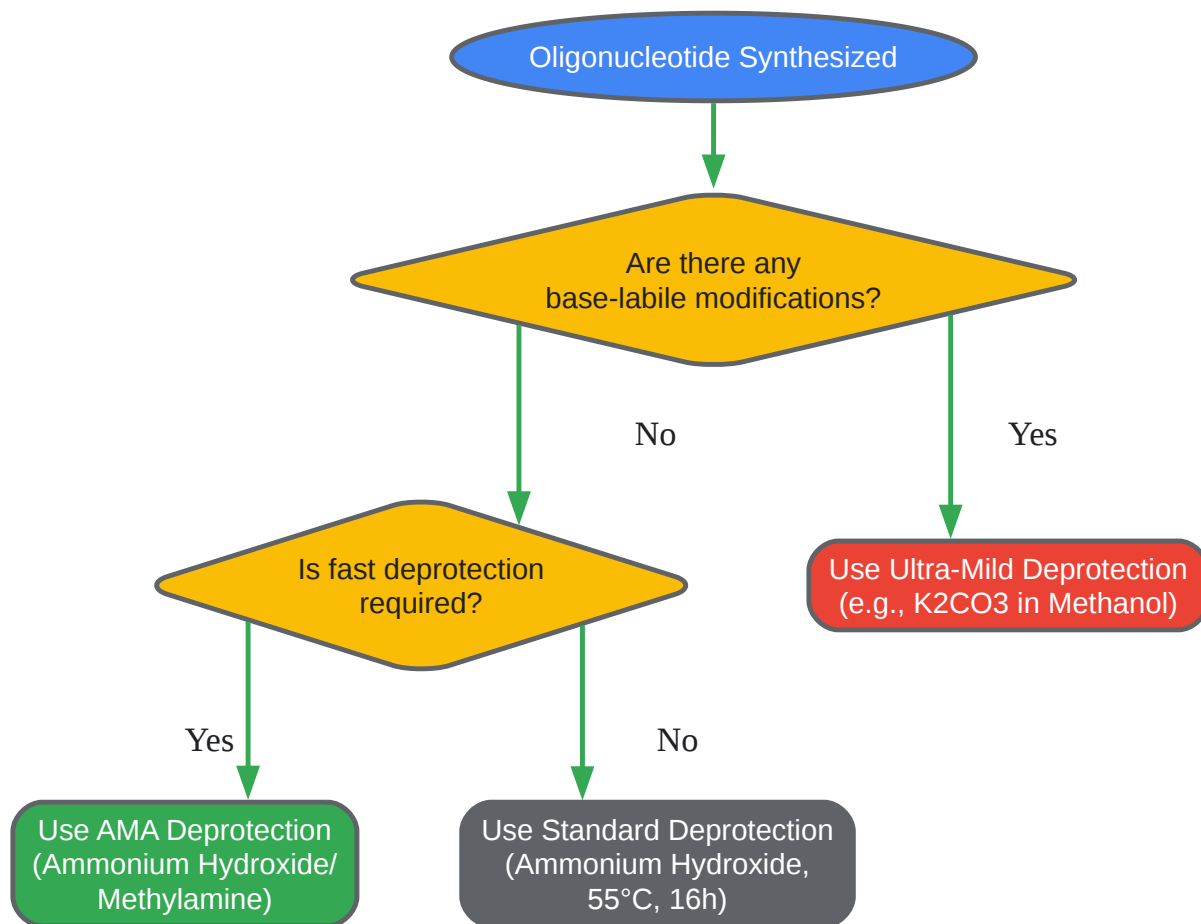 Oligonucleotide Synthesized
Are there any
base-labile modifications?
No
Yes
Is fast deprotection
required?
Use Ultra-Mild Deprotection
(e.g., K2CO3 in Methanol)
Yes
No
Use AMA Deprotection
(Ammonium Hydroxide/
Methylamine)
Use Standard Deprotection
(Ammonium Hydroxide,
55°C, 16h)